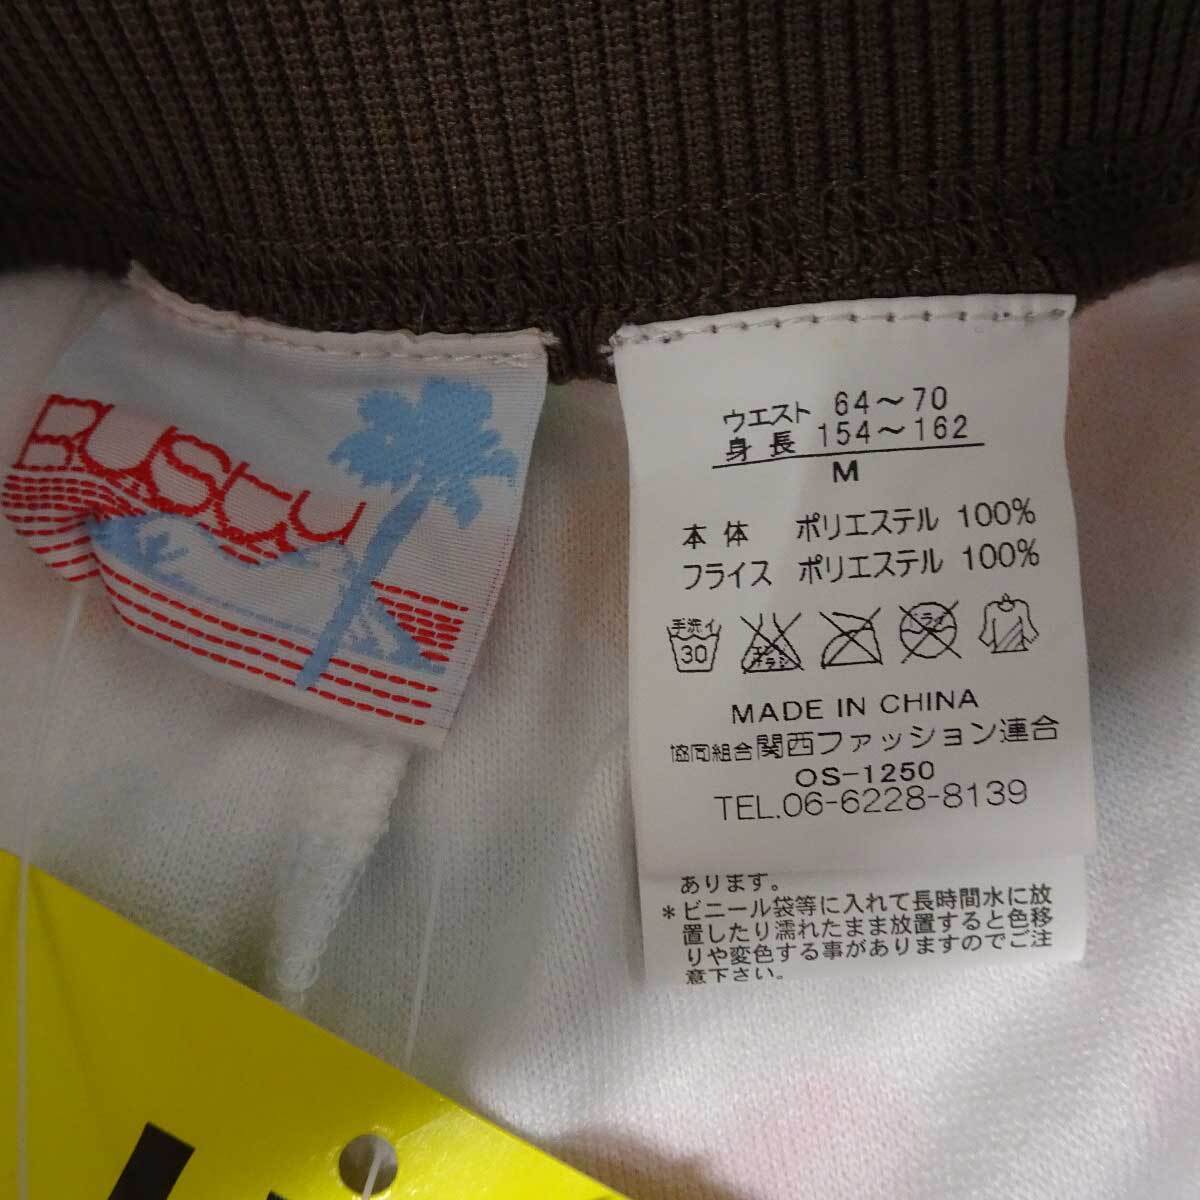 BUSTY
ウエスト 64～70
身長 154～162
M
本体 ポリエステル 100%
フライス ポリエステル 100%
手洗イ
30
MADE IN CHINA
協同組合関西ファッション連合
OS-1250
TEL.06-6228-8139
あります。
＊ビニール袋等に入れて長時間水に放
置したり濡れたまま放置すると色移
りや変色する事がありますのでご注
意下さい。